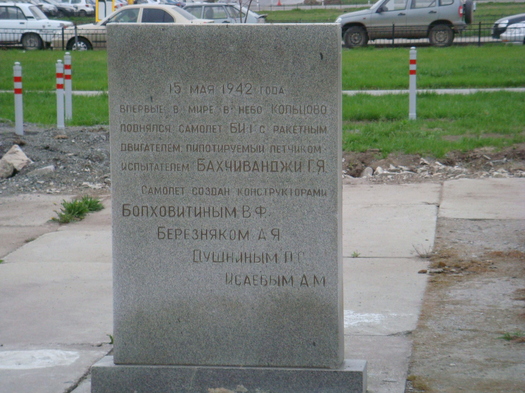 15 МАЯ 1942 ГОДА
ВПЕРВЫЕ В МИРЕ В НЕБО КОЛЬЦОВО
ПОДНЯЛСЯ САМОЛЕТ БИ-1 С РАКЕТНЫМ
ДВИГАТЕЛЕМ, ПИЛОТИРУЕМЫЙ ЛЕТЧИКОМ
ИСПЫТАТЕЛЕМ БАХЧИВАНДЖИ Г.Я.
САМОЛЕТ СОЗДАН КОНСТРУКТОРАМИ
БОЛХОВИТИНЫМ В.Ф.
БЕРЕЗНЯКОМ А.Я.
ДУШКИНЫМ Л.С.
ИСАЕВЫМ А.М.